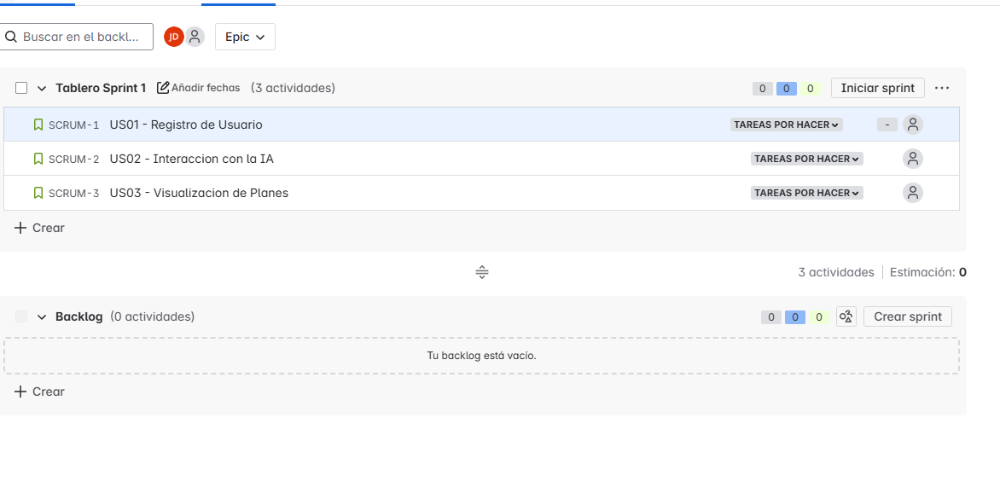 Buscar en el backl...
JD
Epic
Tablero Sprint 1 Añadir fechas (3 actividades) 0 0 0 Iniciar sprint
SCRUM-1 US01 - Registro de Usuario TAREAS POR HACER -
SCRUM-2 US02 - Interaccion con la IA TAREAS POR HACER
SCRUM-3 US03 - Visualizacion de Planes TAREAS POR HACER
Crear
3 actividades Estimación: 0
Backlog (0 actividades) 0 0 0 Crear sprint
Tu backlog está vacío.
Crear